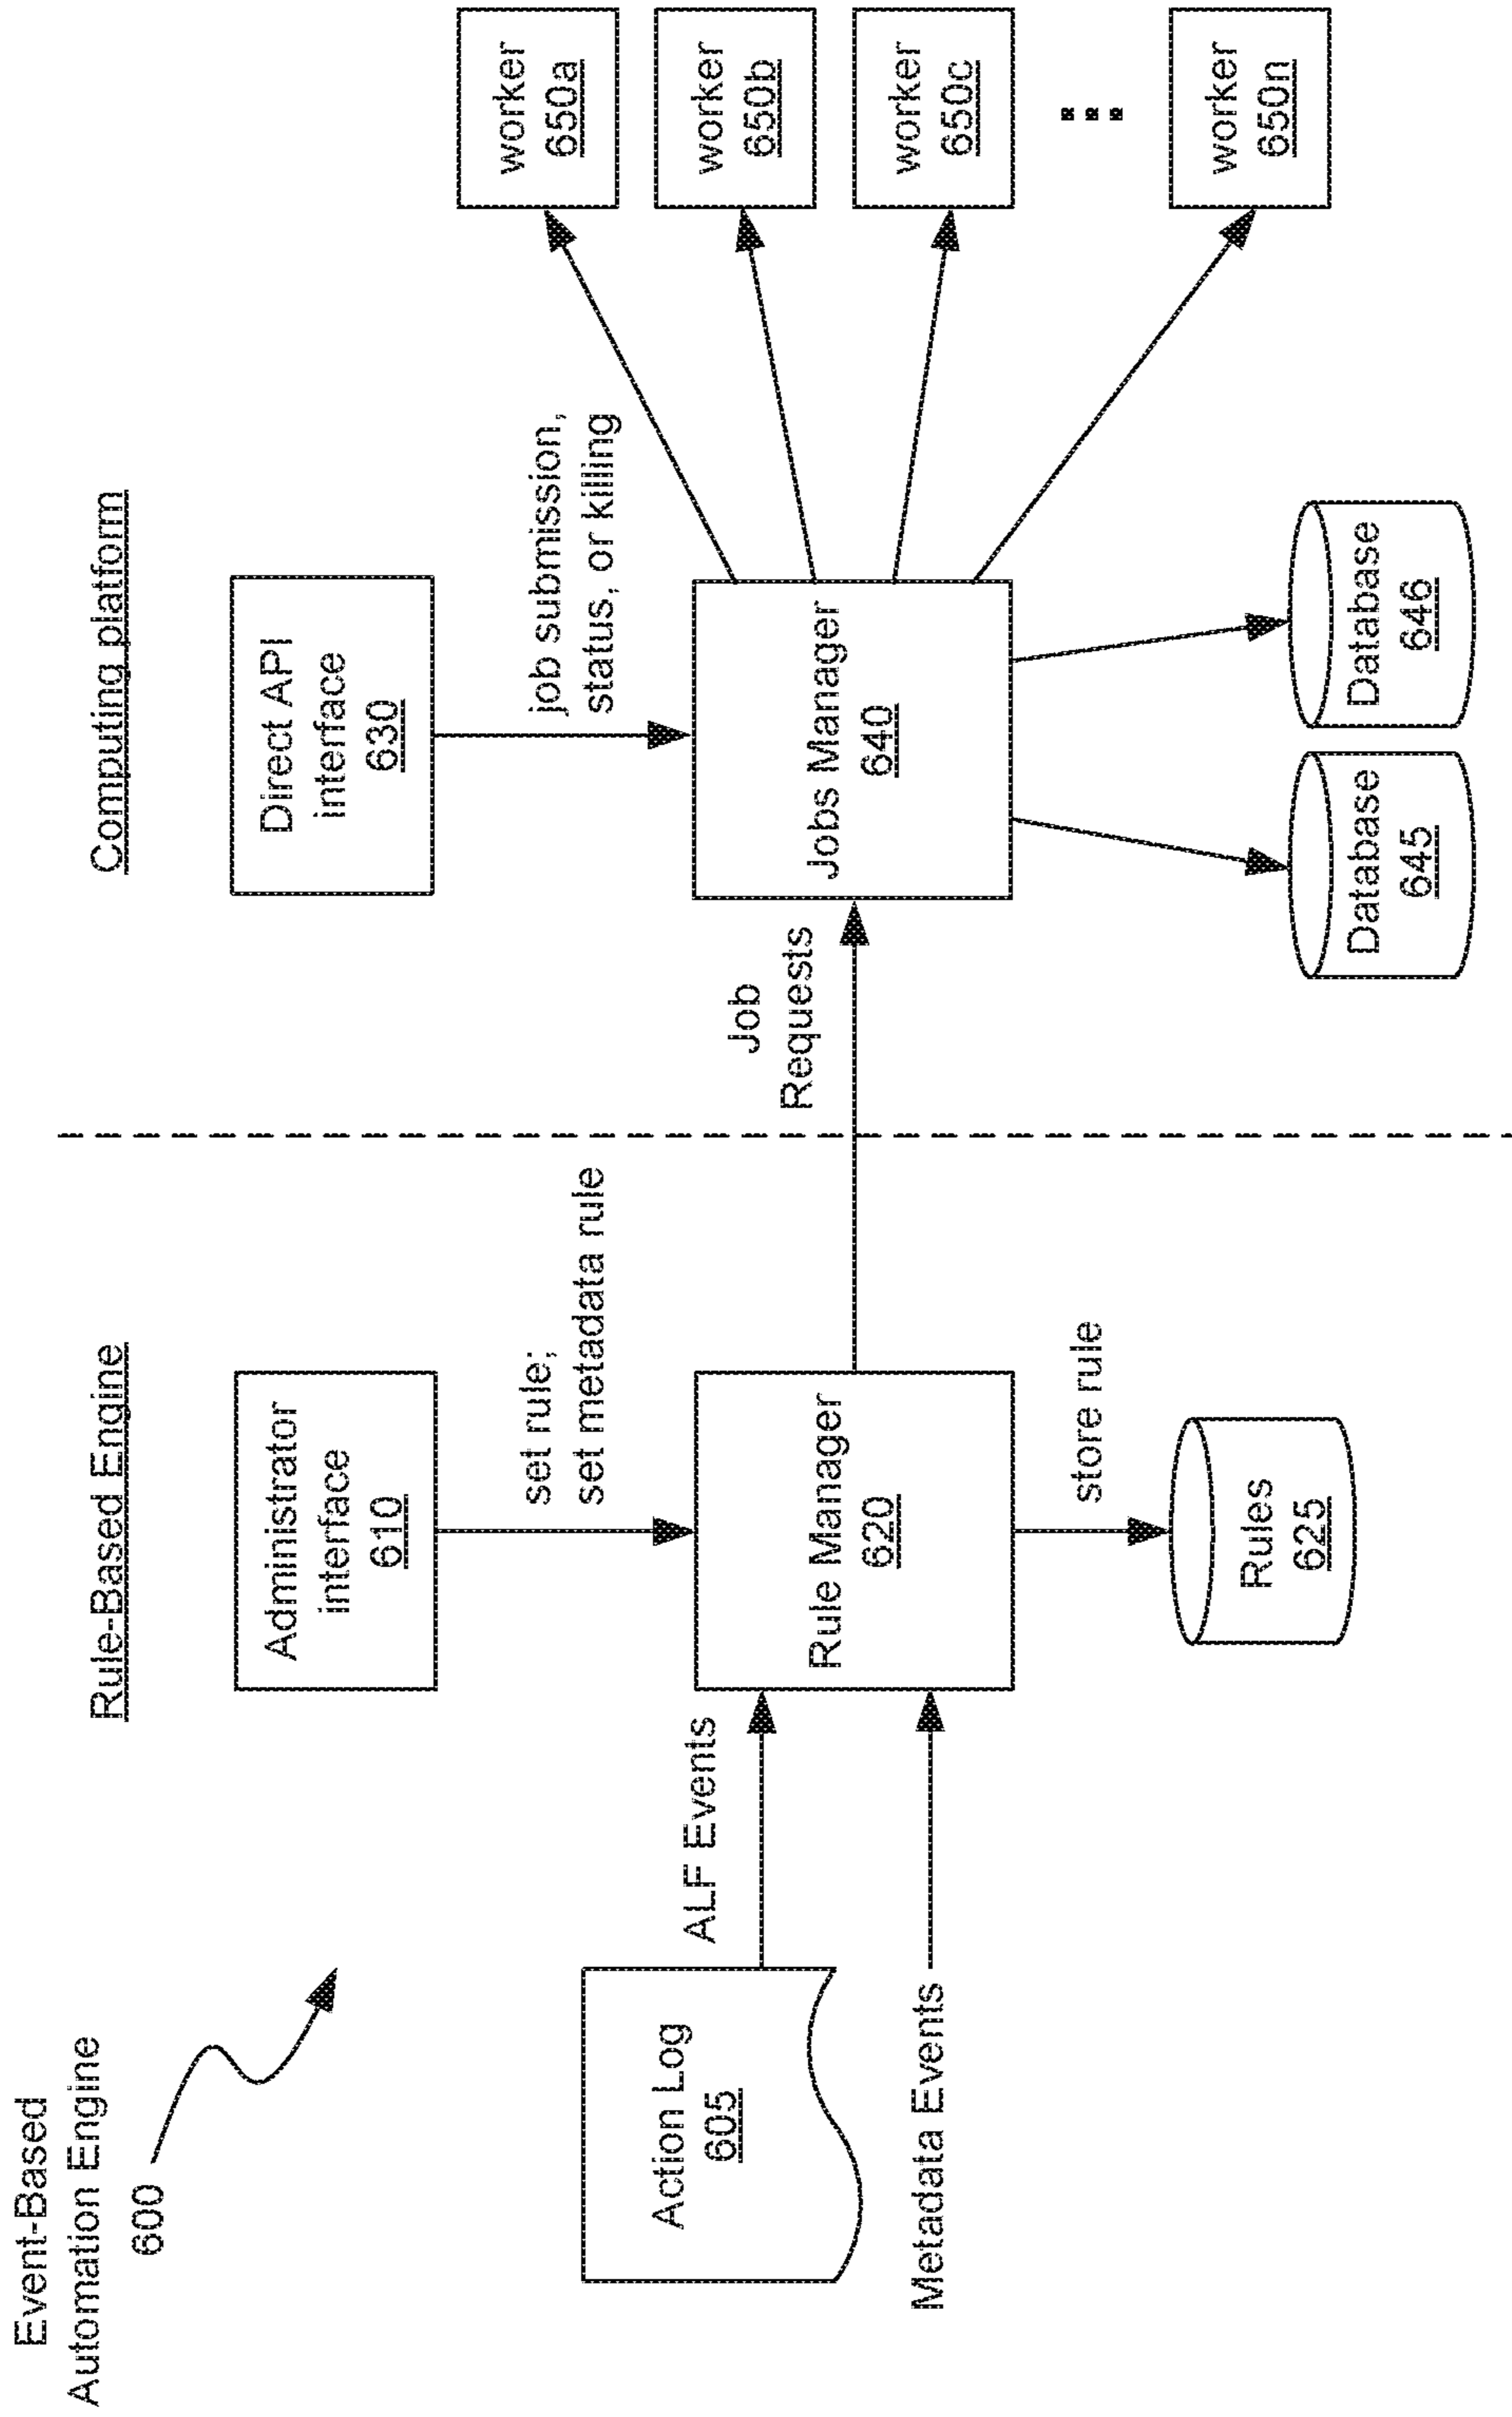 Event-Based
Automation Engine
600
Rule-Based Engine
Computing platform
Administrator
interface
610
Direct API
interface
630
set rule;
set metadata rule
job submission,
status, or killing
Action Log
605
ALF Events
Metadata Events
Rule Manager
620
Job
Requests
Jobs Manager
640
store rule
Rules
625
Database
645
Database
646
worker
650a
worker
650b
worker
650c
worker
650n